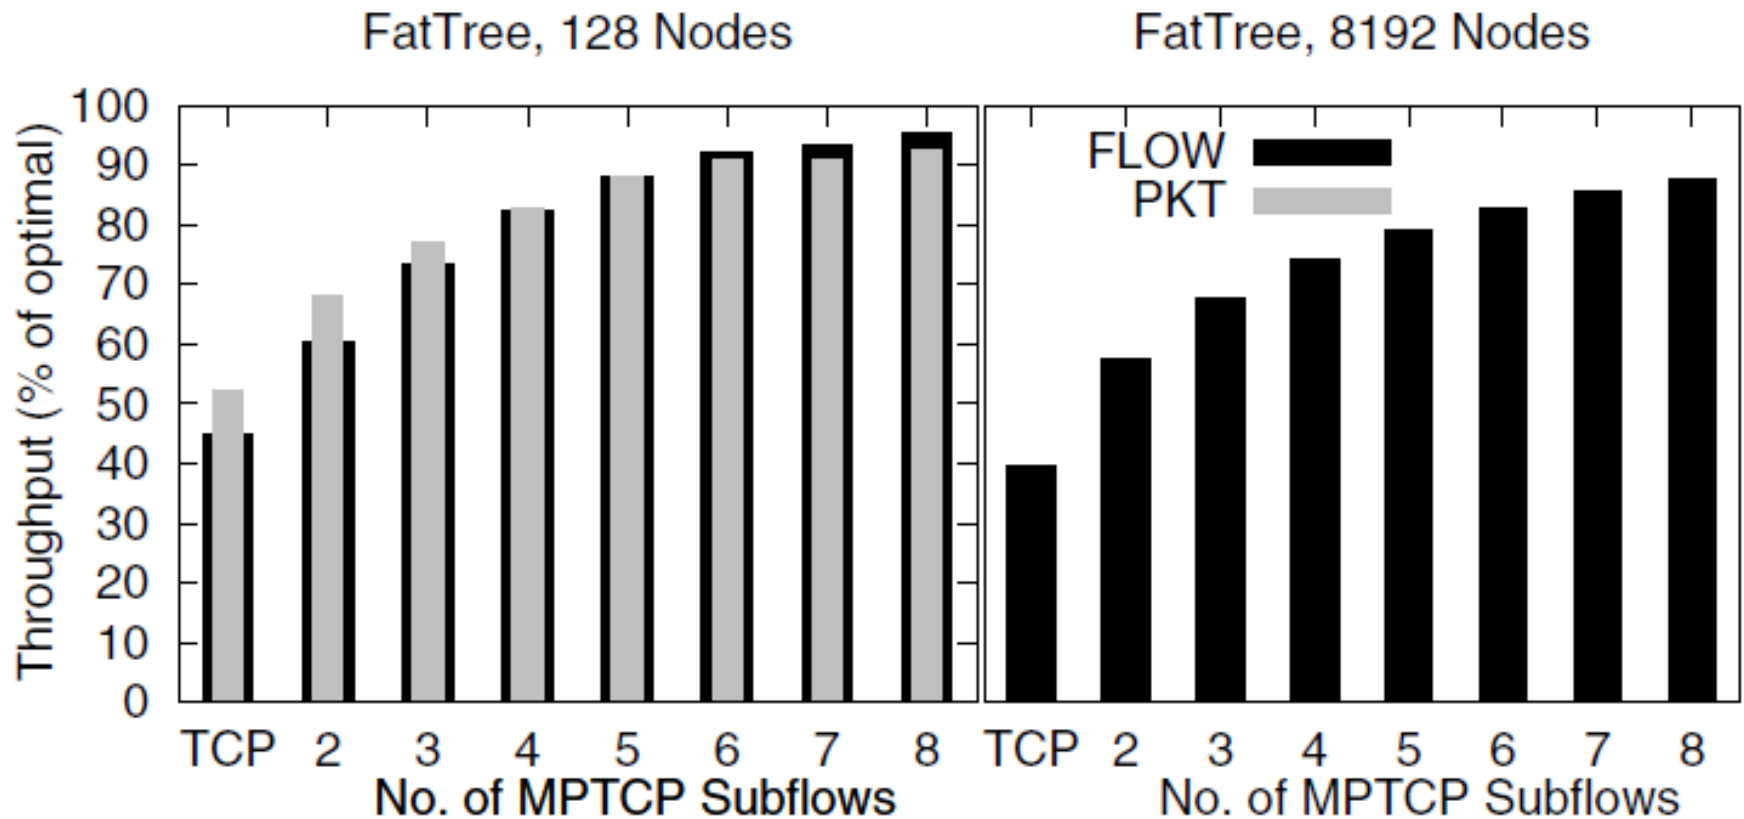 FatTree, 128 Nodes
FatTree, 8192 Nodes
Throughput (% of optimal)
100
90
80
70
60
50
40
30
20
10
0
FLOW
PKT
TCP 2 3 4 5 6 7 8
TCP 2 3 4 5 6 7 8
No. of MPTCP Subflows
No. of MPTCP Subflows